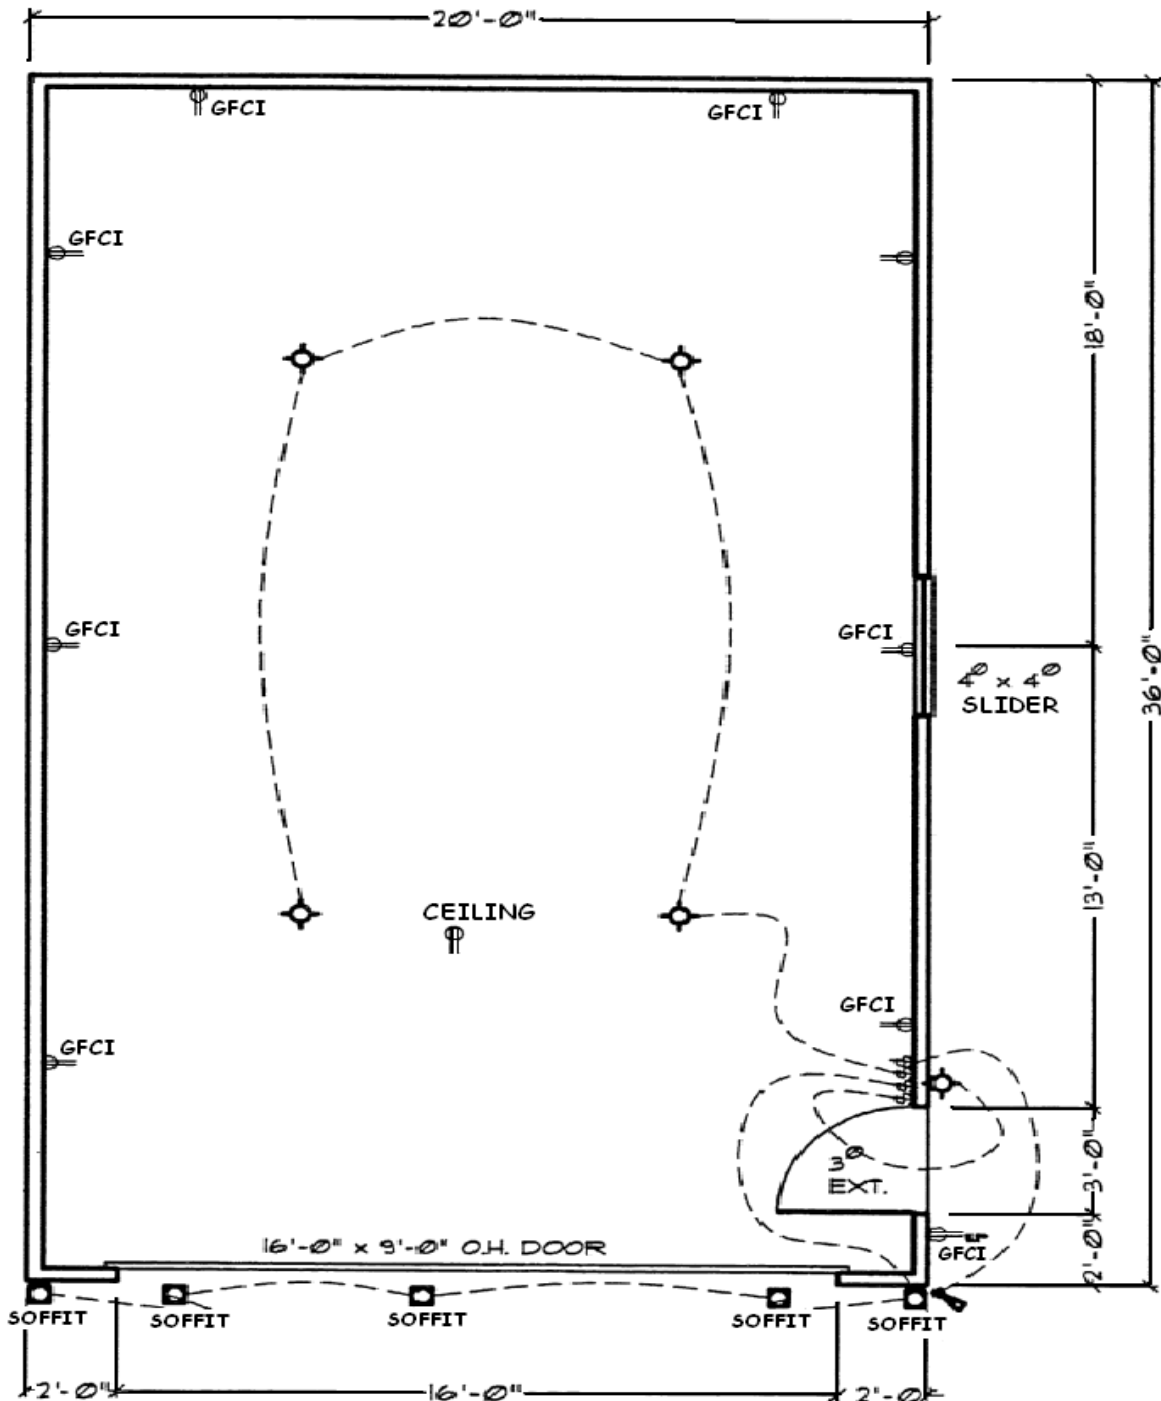 20'-0"
GFCI
GFCI
GFCI
18'-0"
GFCI
GFCI
36'-0"
4⁰ x 4⁰
SLIDER
13'-0"
CEILING
GFCI
GFCI
3⁰
EXT.
3'-0"
2'-0"
GFCI
16'-0" x 9'-0" O.H. DOOR
SOFFIT
SOFFIT
SOFFIT
SOFFIT
SOFFIT
2'-0"
16'-0"
2'-0